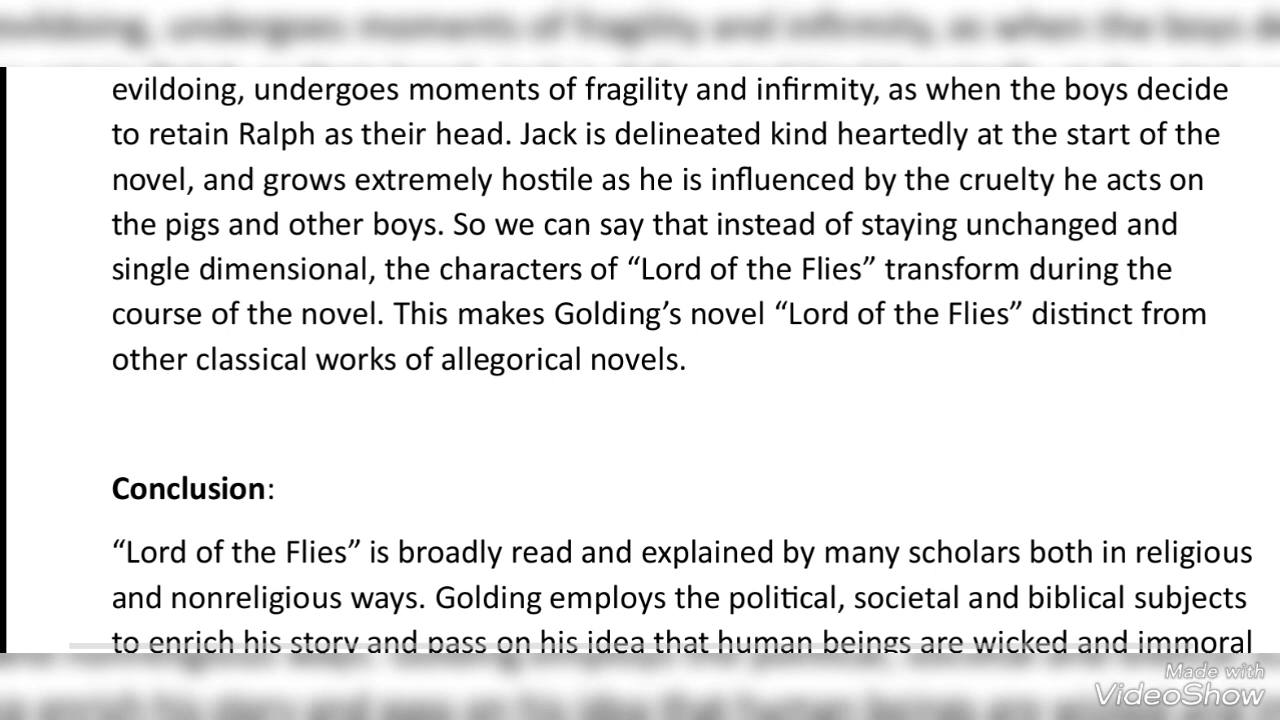 evildoing, undergoes moments of fragility and infirmity, as when the boys decide
to retain Ralph as their head. Jack is delineated kind heartedly at the start of the
novel, and grows extremely hostile as he is influenced by the cruelty he acts on
the pigs and other boys. So we can say that instead of staying unchanged and
single dimensional, the characters of “Lord of the Flies” transform during the
course of the novel. This makes Golding’s novel “Lord of the Flies” distinct from
other classical works of allegorical novels.
Conclusion:
“Lord of the Flies” is broadly read and explained by many scholars both in religious
and nonreligious ways. Golding employs the political, societal and biblical subjects
to enrich his story and pass on his idea that human beings are wicked and immoral
Made with
VideoShow